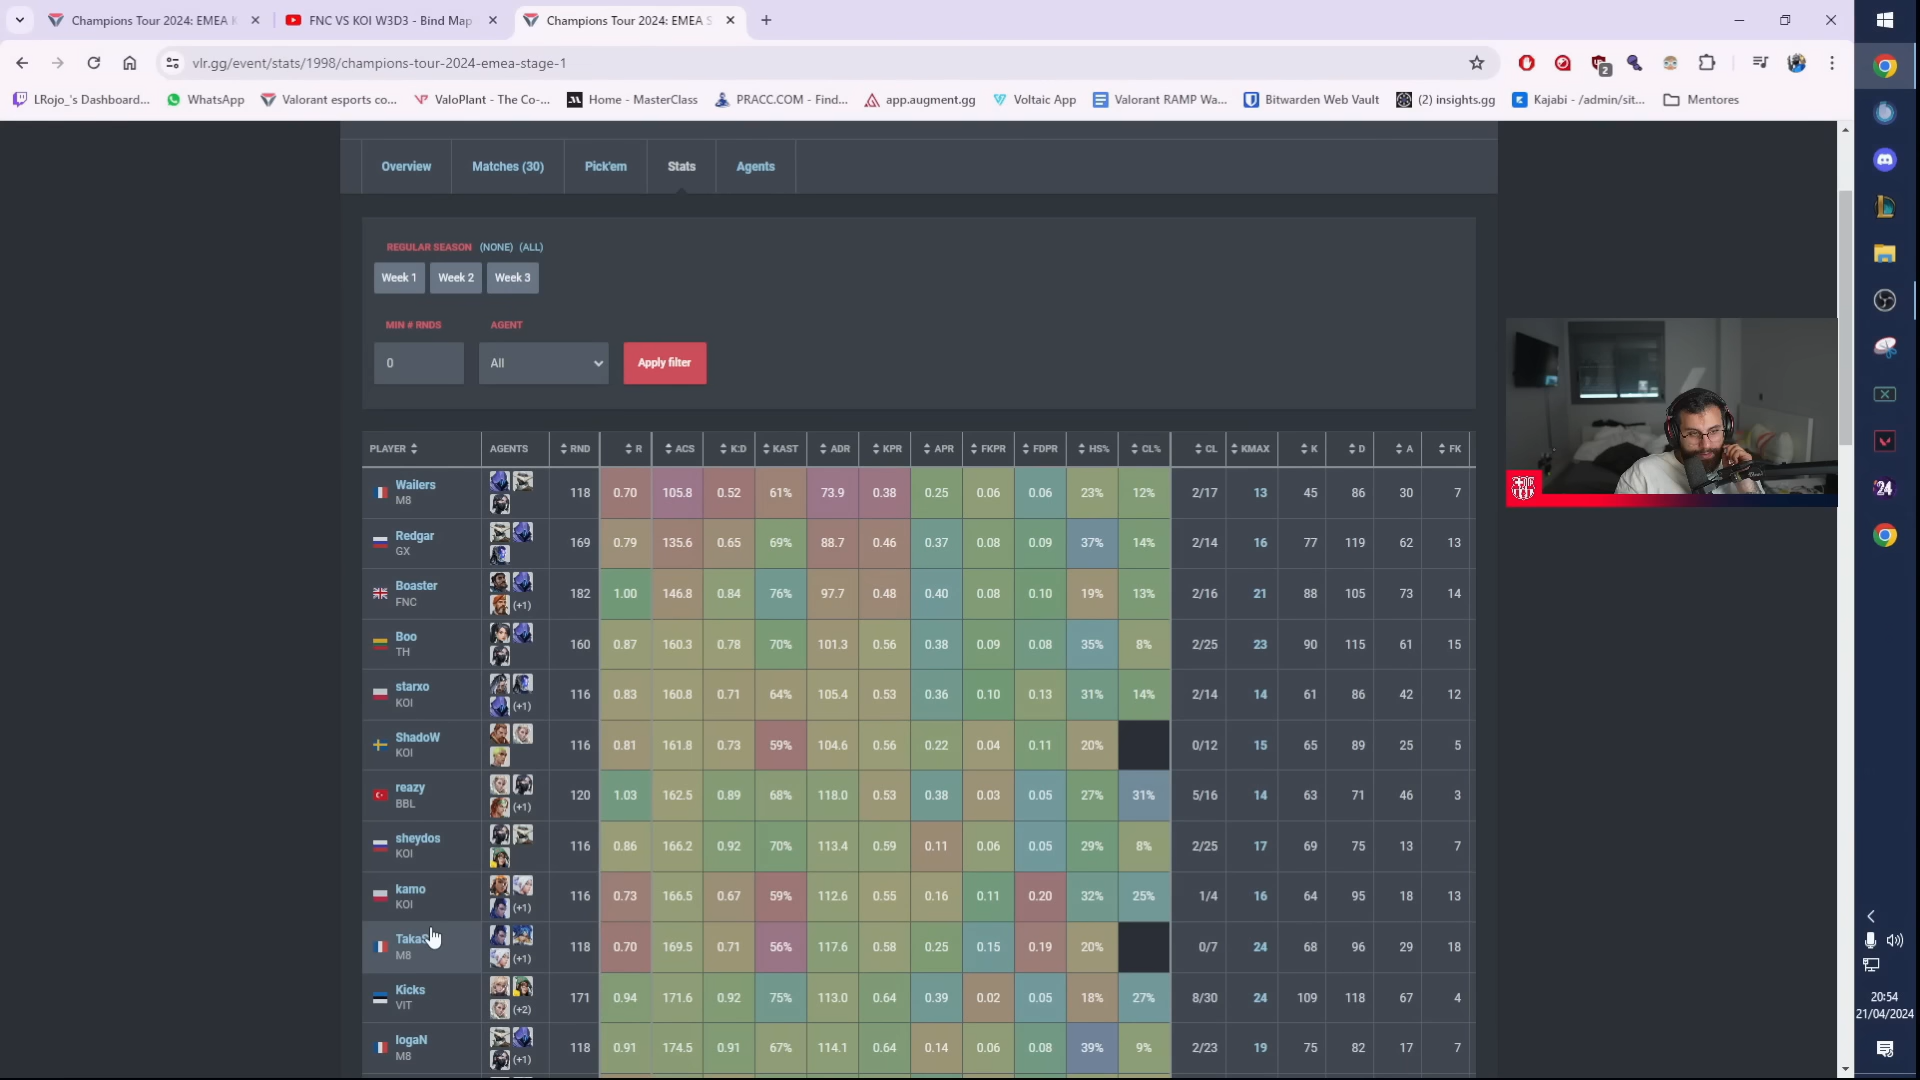 Champions Tour 2024: EMEA
FNC VS KOI W3D3 - Bind Map
Champions Tour 2024: EMEA S
vlr.gg/event/stats/1998/champions-tour-2024-emea-stage-1
2
LRojo_'s Dashboard...
WhatsApp
Valorant esports co...
ValoPlant - The Co-...
Home - MasterClass
PRACC.COM - Find...
app.augment.gg
Voltaic App
Valorant RAMP Wa...
Bitwarden Web Vault
(2) insights.gg
Kajabi - /admin/sit...
Mentores
Overview
Matches (30)
Pick'em
Stats
Agents
REGULAR SEASON (NONE) (ALL)
Week 1 Week 2 Week 3
MIN # RNDS AGENT
0 All Apply filter
PLAYER AGENTS RND R ACS K:D KAST ADR KPR APR FKPR FDPR HS% CL% CL KMAX K D A FK
Wailers
M8
118 0.70 105.8 0.52 61% 73.9 0.38 0.25 0.06 0.06 23% 12% 2/17 13 45 86 30 7
Redgar
GX
169 0.79 135.6 0.65 69% 88.7 0.46 0.37 0.08 0.09 37% 14% 2/14 16 77 119 62 13
Boaster
FNC
(+1)
182 1.00 146.8 0.84 76% 97.7 0.48 0.40 0.08 0.10 19% 13% 2/16 21 88 105 73 14
Boo
TH
160 0.87 160.3 0.78 70% 101.3 0.56 0.38 0.09 0.08 35% 8% 2/25 23 90 115 61 15
starxo
KOI
(+1)
116 0.83 160.8 0.71 64% 105.4 0.53 0.36 0.10 0.13 31% 14% 2/14 14 61 86 42 12
ShadoW
KOI
116 0.81 161.8 0.73 59% 104.6 0.56 0.22 0.04 0.11 20% 0/12 15 65 89 25 5
reazy
BBL
(+1)
120 1.03 162.5 0.89 68% 118.0 0.53 0.38 0.03 0.05 27% 31% 5/16 14 63 71 46 3
sheydos
KOI
116 0.86 166.2 0.92 70% 113.4 0.59 0.11 0.06 0.05 29% 8% 2/25 17 69 75 13 7
kamo
KOI
(+1)
116 0.73 166.5 0.67 59% 112.6 0.55 0.16 0.11 0.20 32% 25% 1/4 16 64 95 18 13
M8
(+1)
118 0.70 169.5 0.71 56% 117.6 0.58 0.25 0.15 0.19 20% 0/7 24 68 96 29 18
Kicks
VIT
(+2)
171 0.94 171.6 0.92 75% 113.0 0.64 0.39 0.02 0.05 18% 27% 8/30 24 109 118 67 4
logaN
M8
(+1)
118 0.91 174.5 0.91 67% 114.1 0.64 0.14 0.06 0.08 39% 9% 2/23 19 75 82 17 7
24
20:54
21/04/2024